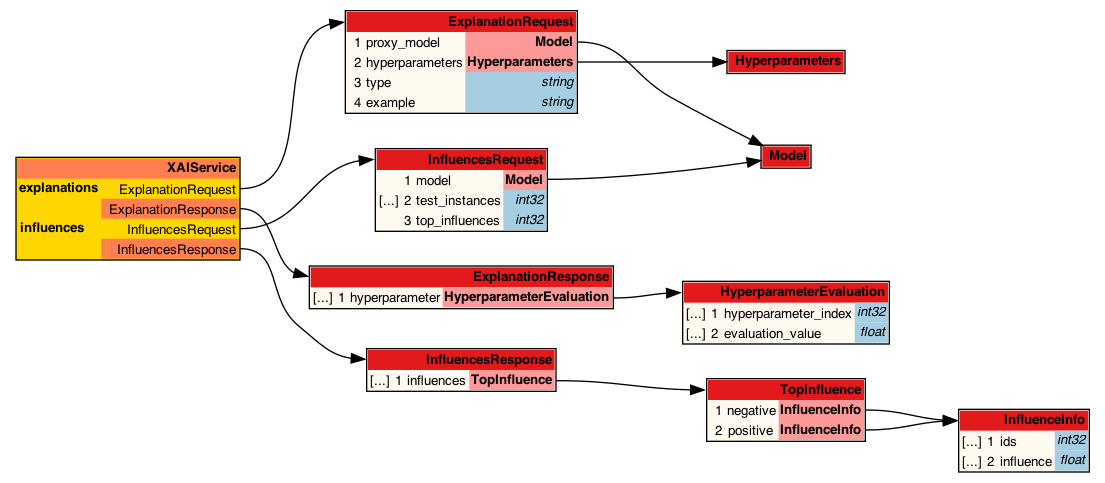 XAIService
explanations ExplanationRequest
ExplanationResponse
influences InfluencesRequest
InfluencesResponse
ExplanationRequest
1 proxy_model Model
2 hyperparameters Hyperparameters
3 type string
4 example string
Hyperparameters
InfluencesRequest
1 model Model
[...] 2 test_instances int32
3 top_influences int32
Model
ExplanationResponse
[...] 1 hyperparameter HyperparameterEvaluation
HyperparameterEvaluation
[...] 1 hyperparameter_index int32
[...] 2 evaluation_value float
InfluencesResponse
[...] 1 influences TopInfluence
TopInfluence
1 negative InfluenceInfo
2 positive InfluenceInfo
InfluenceInfo
[...] 1 ids int32
[...] 2 influence float